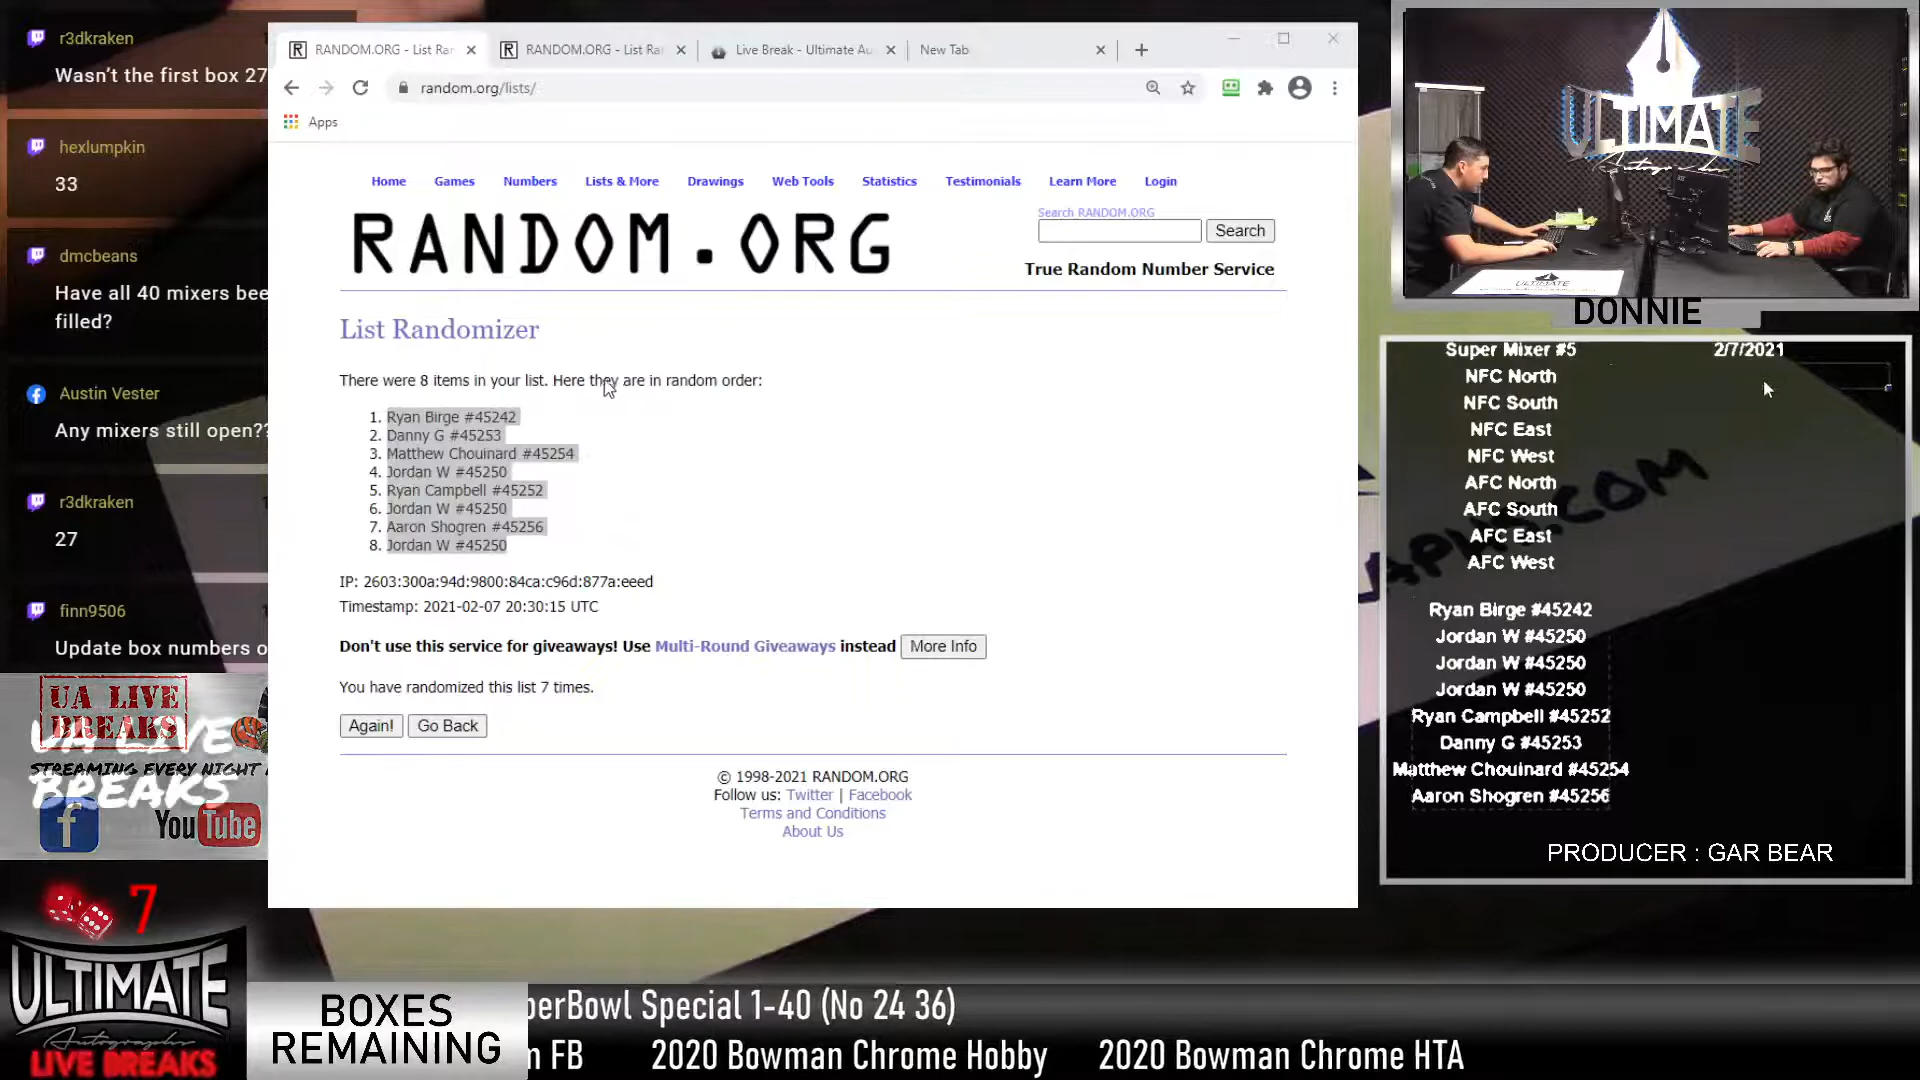 r3dkraken
Wasn't the first box 27
hexlumpkin
33
dmcbeans
Have all 40 mixers bee
filled?
Austin Vester
Any mixers still open??
r3dkraken
27
finn9506
Update box numbers o
UA LIVE
BREAKS
UA LIVE
BREAKS
STREAMING EVERY NIGHT
f
YouTube
7
ULTIMATE
Autographs
LIVE BREAKS
RANDOM.ORG - List Ra
RANDOM.ORG - List Ra
Live Break - Ultimate Au
New Tab
random.org/lists/
Apps
Home Games Numbers Lists & More Drawings Web Tools Statistics Testimonials Learn More Login
RANDOM.ORG
Search RANDOM.ORG
Search
True Random Number Service
List Randomizer
There were 8 items in your list. Here they are in random order:
1. Ryan Birge #45242
2. Danny G #45253
3. Matthew Chouinard #45254
4. Jordan W #45250
5. Ryan Campbell #45252
6. Jordan W #45250
7. Aaron Shogren #45256
8. Jordan W #45250
IP: 2603:300a:94d:9800:84ca:c96d:877a:eeed
Timestamp: 2021-02-07 20:30:15 UTC
Don't use this service for giveaways! Use Multi-Round Giveaways instead More Info
You have randomized this list 7 times.
Again! Go Back
© 1998-2021 RANDOM.ORG
Follow us: Twitter | Facebook
Terms and Conditions
About Us
ULTIMATE
Autographs
ULTIMATE
DONNIE
Super Mixer #5 2/7/2021
NFC North
NFC South
NFC East
NFC West
AFC North
AFC South
AFC East
AFC West
Ryan Birge #45242
Jordan W #45250
Jordan W #45250
Jordan W #45250
Ryan Campbell #45252
Danny G #45253
Matthew Chouinard #45254
Aaron Shogren #45256
PRODUCER : GAR BEAR
BOXES
REMAINING
perBowl Special 1-40 (No 24 36)
m FB 2020 Bowman Chrome Hobby 2020 Bowman Chrome HTA